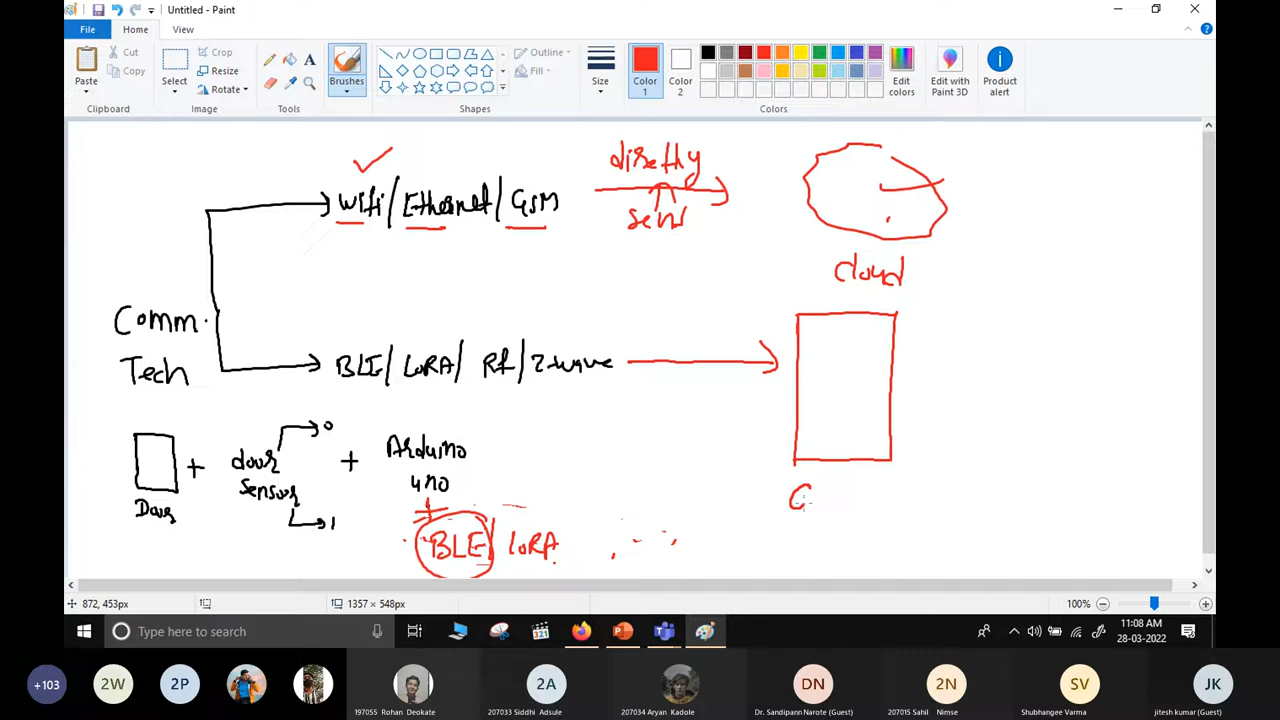 Untitled - Paint
File Home View
Cut
Copy
Paste
Clipboard
Select
Crop
Resize
Rotate
Image
Tools
Brushes
Shapes
Outline
Fill
Size
Color 1
Color 2
Colors
Edit colors
Edit with Paint 3D
Product alert
Wifi/Ethernet/GSM
directly
send
cloud
Comm.
Tech
BLE/LoRA/RF/Z-wave
Door
+
door sensor
0
1
+
Arduino
uno
+
BLE/LoRA
C
872, 453px
1357 × 548px
100%
Type here to search
11:08 AM
28-03-2022
+103
2W
2P
197055 Rohan Deokate
2A
207033 Siddhi Adsule
207034 Aryan Kadole
DN
Dr. Sandipann Narote (Guest)
2N
207015 Sahil Nimse
SV
Shubhangee Varma
JK
jitesh kumar (Guest)